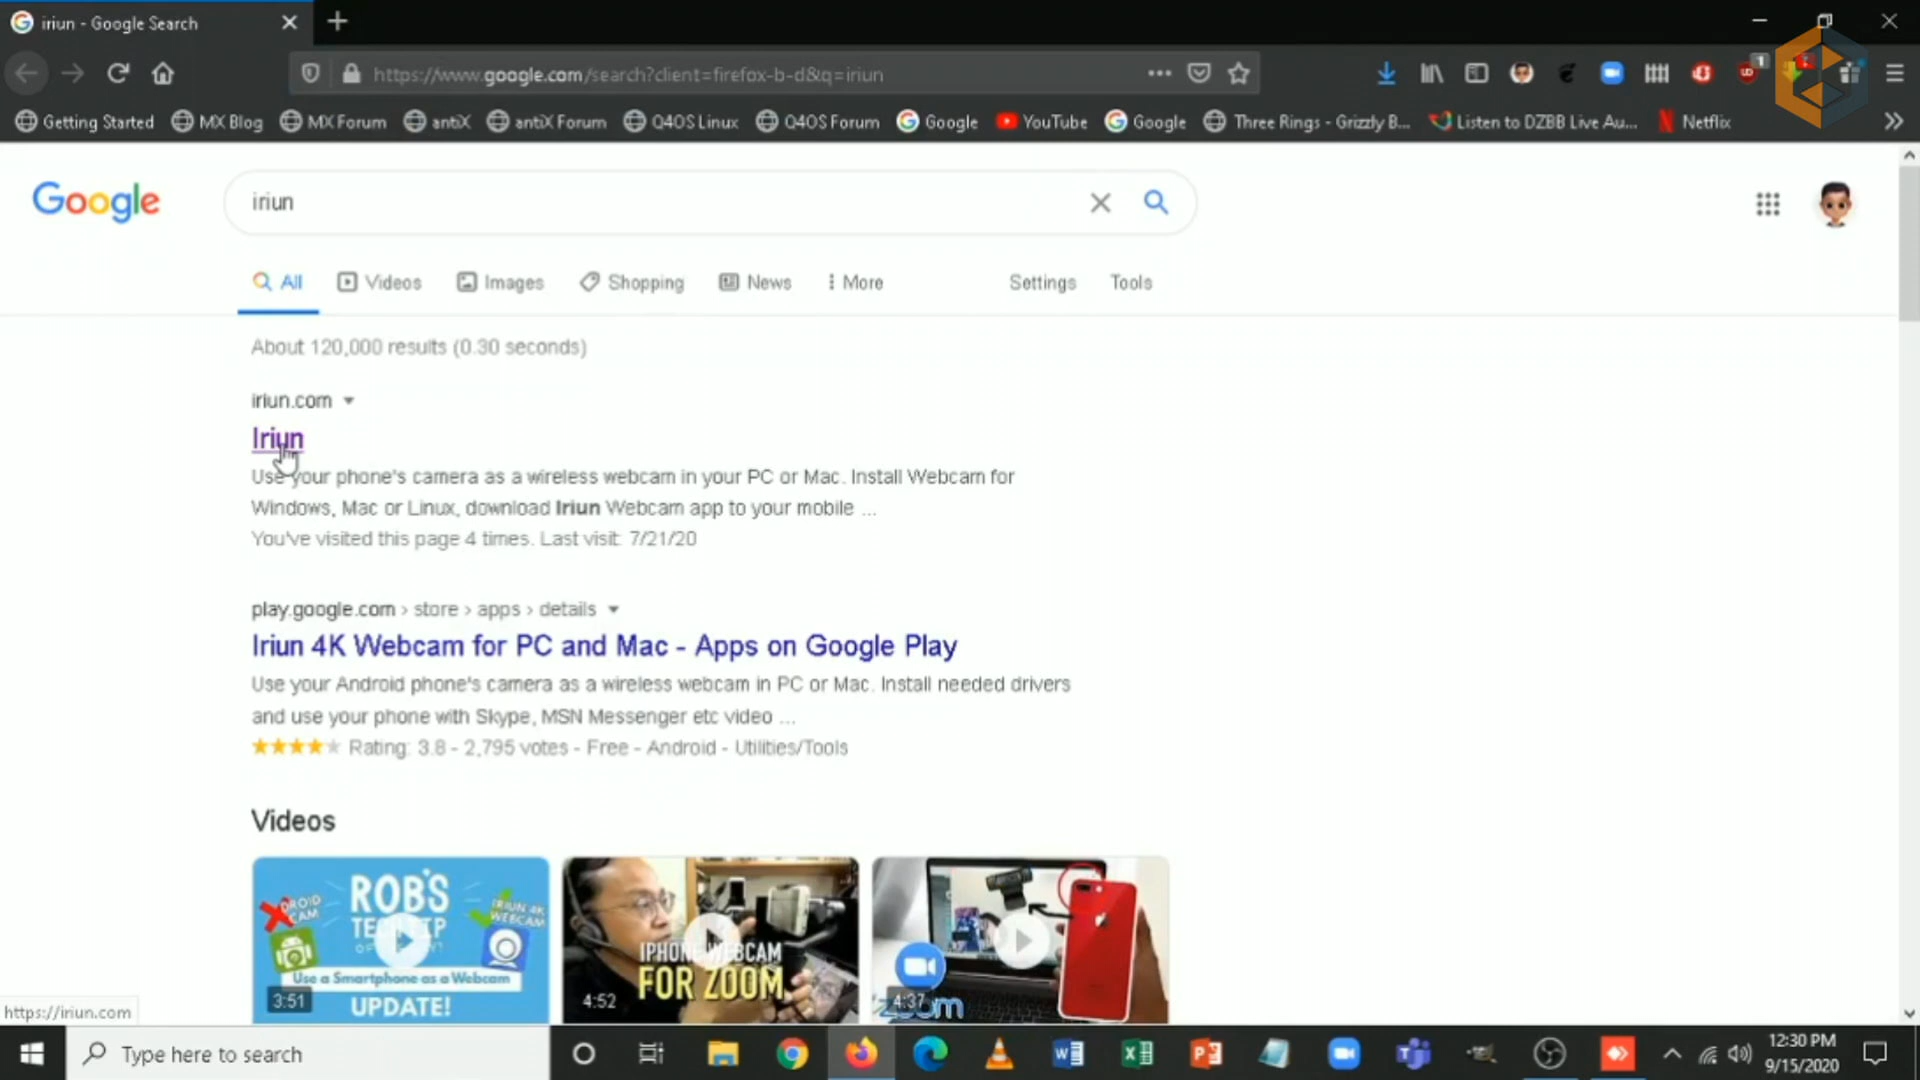 iriun - Google Search
https://www.google.com/search?client=firefox-b-d&q=iriun
1
Getting Started
MX Blog
MX Forum
antiX
antiX Forum
Q4OS Linux
Q4OS Forum
Google
YouTube
Google
Three Rings - Grizzly B...
Listen to DZBB Live Au...
Netflix
Google
iriun
All
Videos
Images
Shopping
News
More
Settings
Tools
About 120,000 results (0.30 seconds)
iriun.com
Iriun
Use your phone's camera as a wireless webcam in your PC or Mac. Install Webcam for
Windows, Mac or Linux, download Iriun Webcam app to your mobile ...
You've visited this page 4 times. Last visit: 7/21/20
play.google.com › store › apps › details
Iriun 4K Webcam for PC and Mac - Apps on Google Play
Use your Android phone's camera as a wireless webcam in PC or Mac. Install needed drivers
and use your phone with Skype, MSN Messenger etc video ...
Rating: 3.8 - 2,795 votes - Free - Android - Utilities/Tools
Videos
ROB'S
IRIUN 4K
WEBCAM
Use a Smartphone as a Webcam
UPDATE!
3:51
IPHONE WEBCAM
FOR ZOOM
4:52
4:37
zoom
https://iriun.com
Type here to search
12:30 PM
9/15/2020